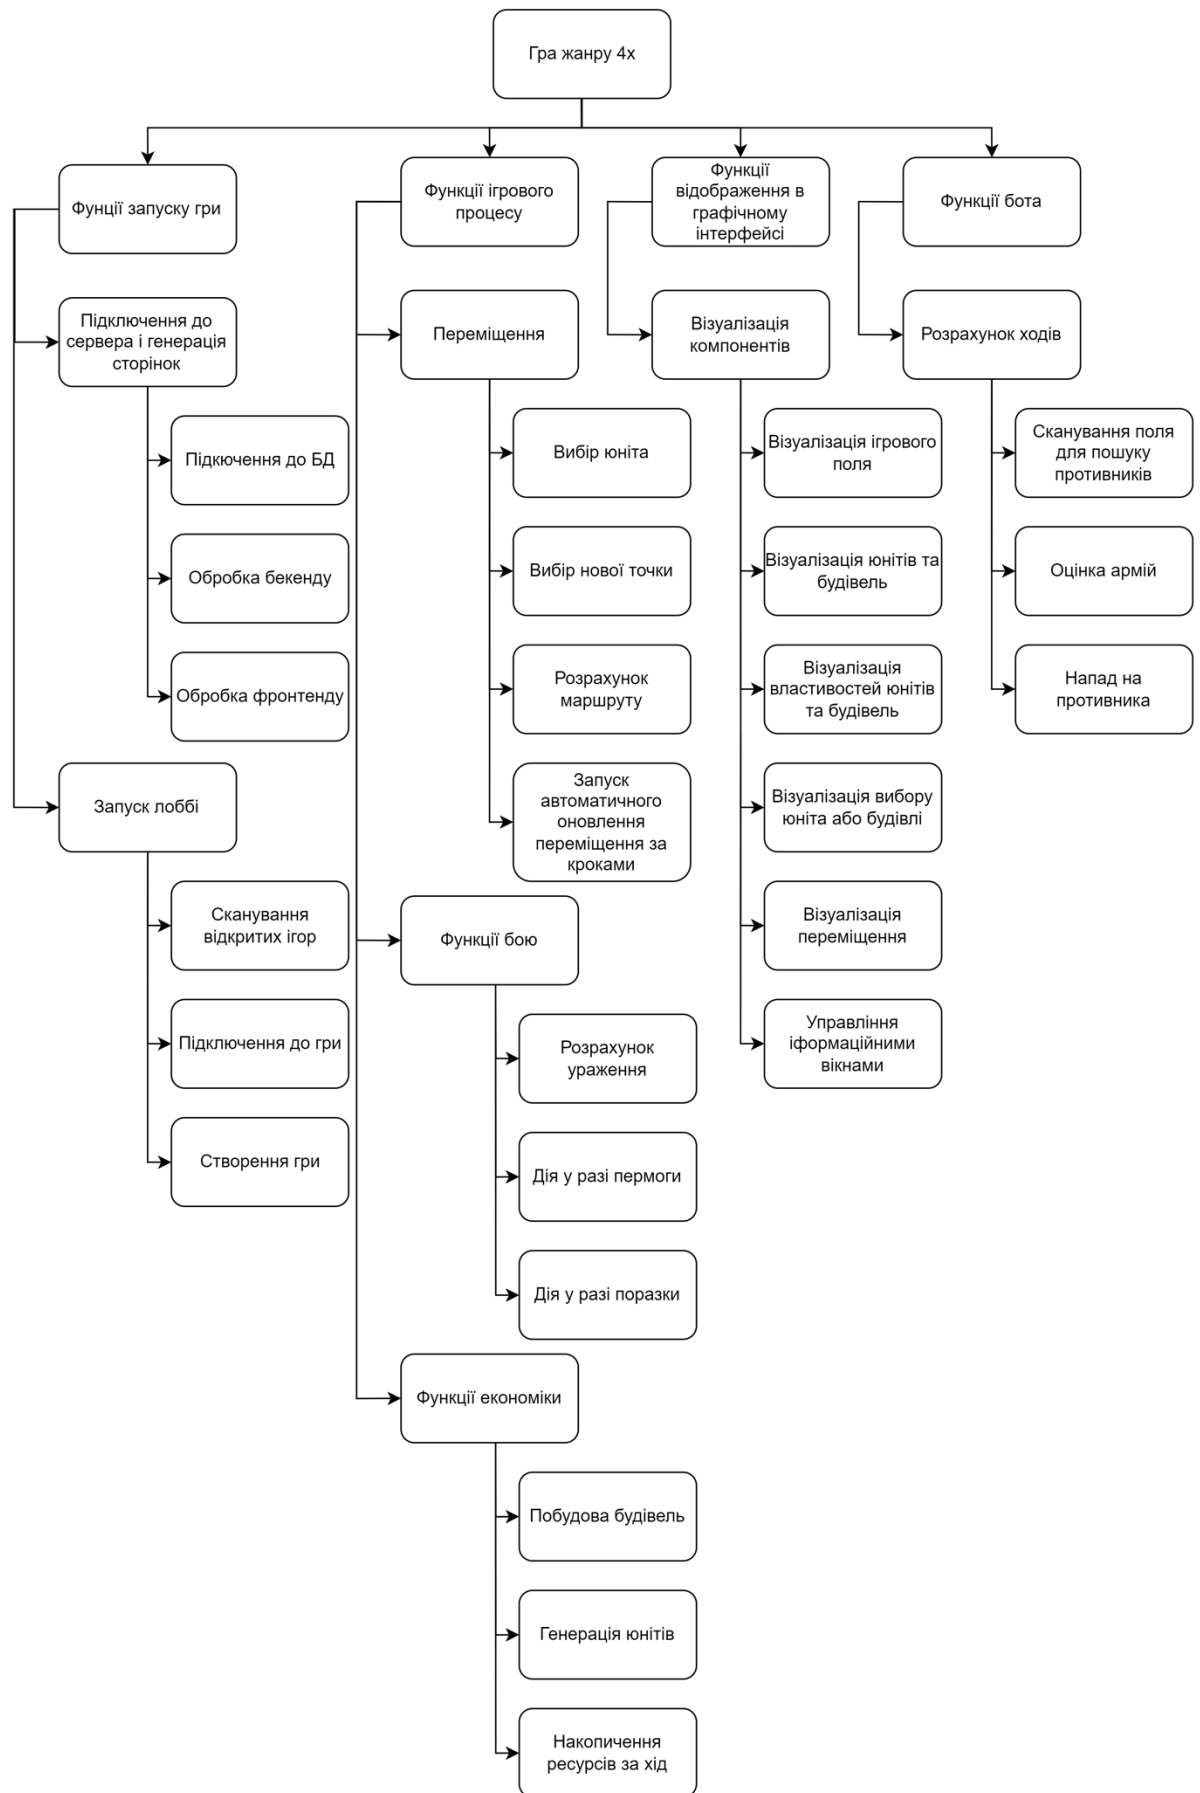 Гра жанру 4х
Фунції запуску гри
Функції ігрового
процесу
Функції
відображення в
графічному
інтерфейсі
Функції бота
Підключення до
сервера і генерація
сторінок
Переміщення
Візуалізація
компонентів
Розрахунок ходів
Підкючення до БД
Вибір юніта
Візуалізація ігрового
поля
Сканування поля
для пошуку
противників
Обробка бекенду
Вибір нової точки
Візуалізація юнітів та
будівель
Оцінка армій
Обробка фронтенду
Розрахунок
маршруту
Візуалізація
властивостей юнітів
та будівель
Напад на
противника
Запуск лоббі
Запуск
автоматичного
оновлення
переміщення за
кроками
Візуалізація вибору
юніта або будівлі
Сканування
відкритих ігор
Функції бою
Візуалізація
переміщення
Підключення до гри
Розрахунок
ураження
Управління
іформаційними
вікнами
Створення гри
Дія у разі пермоги
Дія у разі поразки
Функції економіки
Побудова будівель
Генерація юнітів
Накопичення
ресурсів за хід